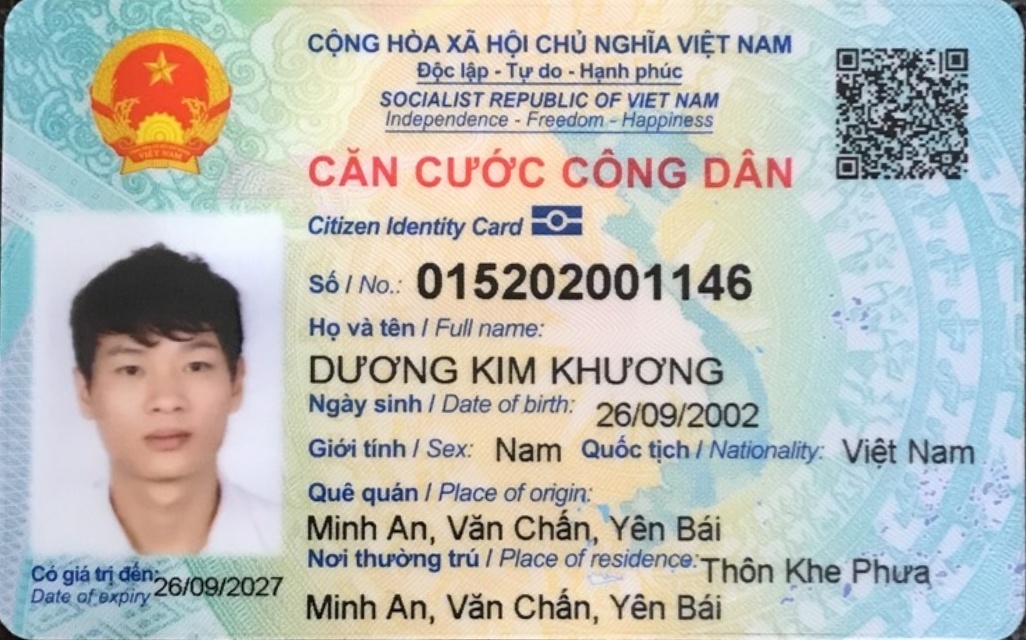 CỘNG HÒA XÃ HỘI CHỦ NGHĨA VIỆT NAM
Độc lập - Tự do - Hạnh phúc
SOCIALIST REPUBLIC OF VIET NAM
Independence - Freedom - Happiness
CĂN CƯỚC CÔNG DÂN
Citizen Identity Card
Số / No.: 015202001146
Họ và tên / Full name:
DƯƠNG KIM KHƯƠNG
Ngày sinh / Date of birth: 26/09/2002
Giới tính / Sex: Nam Quốc tịch / Nationality: Việt Nam
Quê quán / Place of origin:
Minh An, Văn Chấn, Yên Bái
Nơi thường trú / Place of residence: Thôn Khe Phưa
Minh An, Văn Chấn, Yên Bái
Có giá trị đến: 26/09/2027
Date of expiry
VIỆT NAM